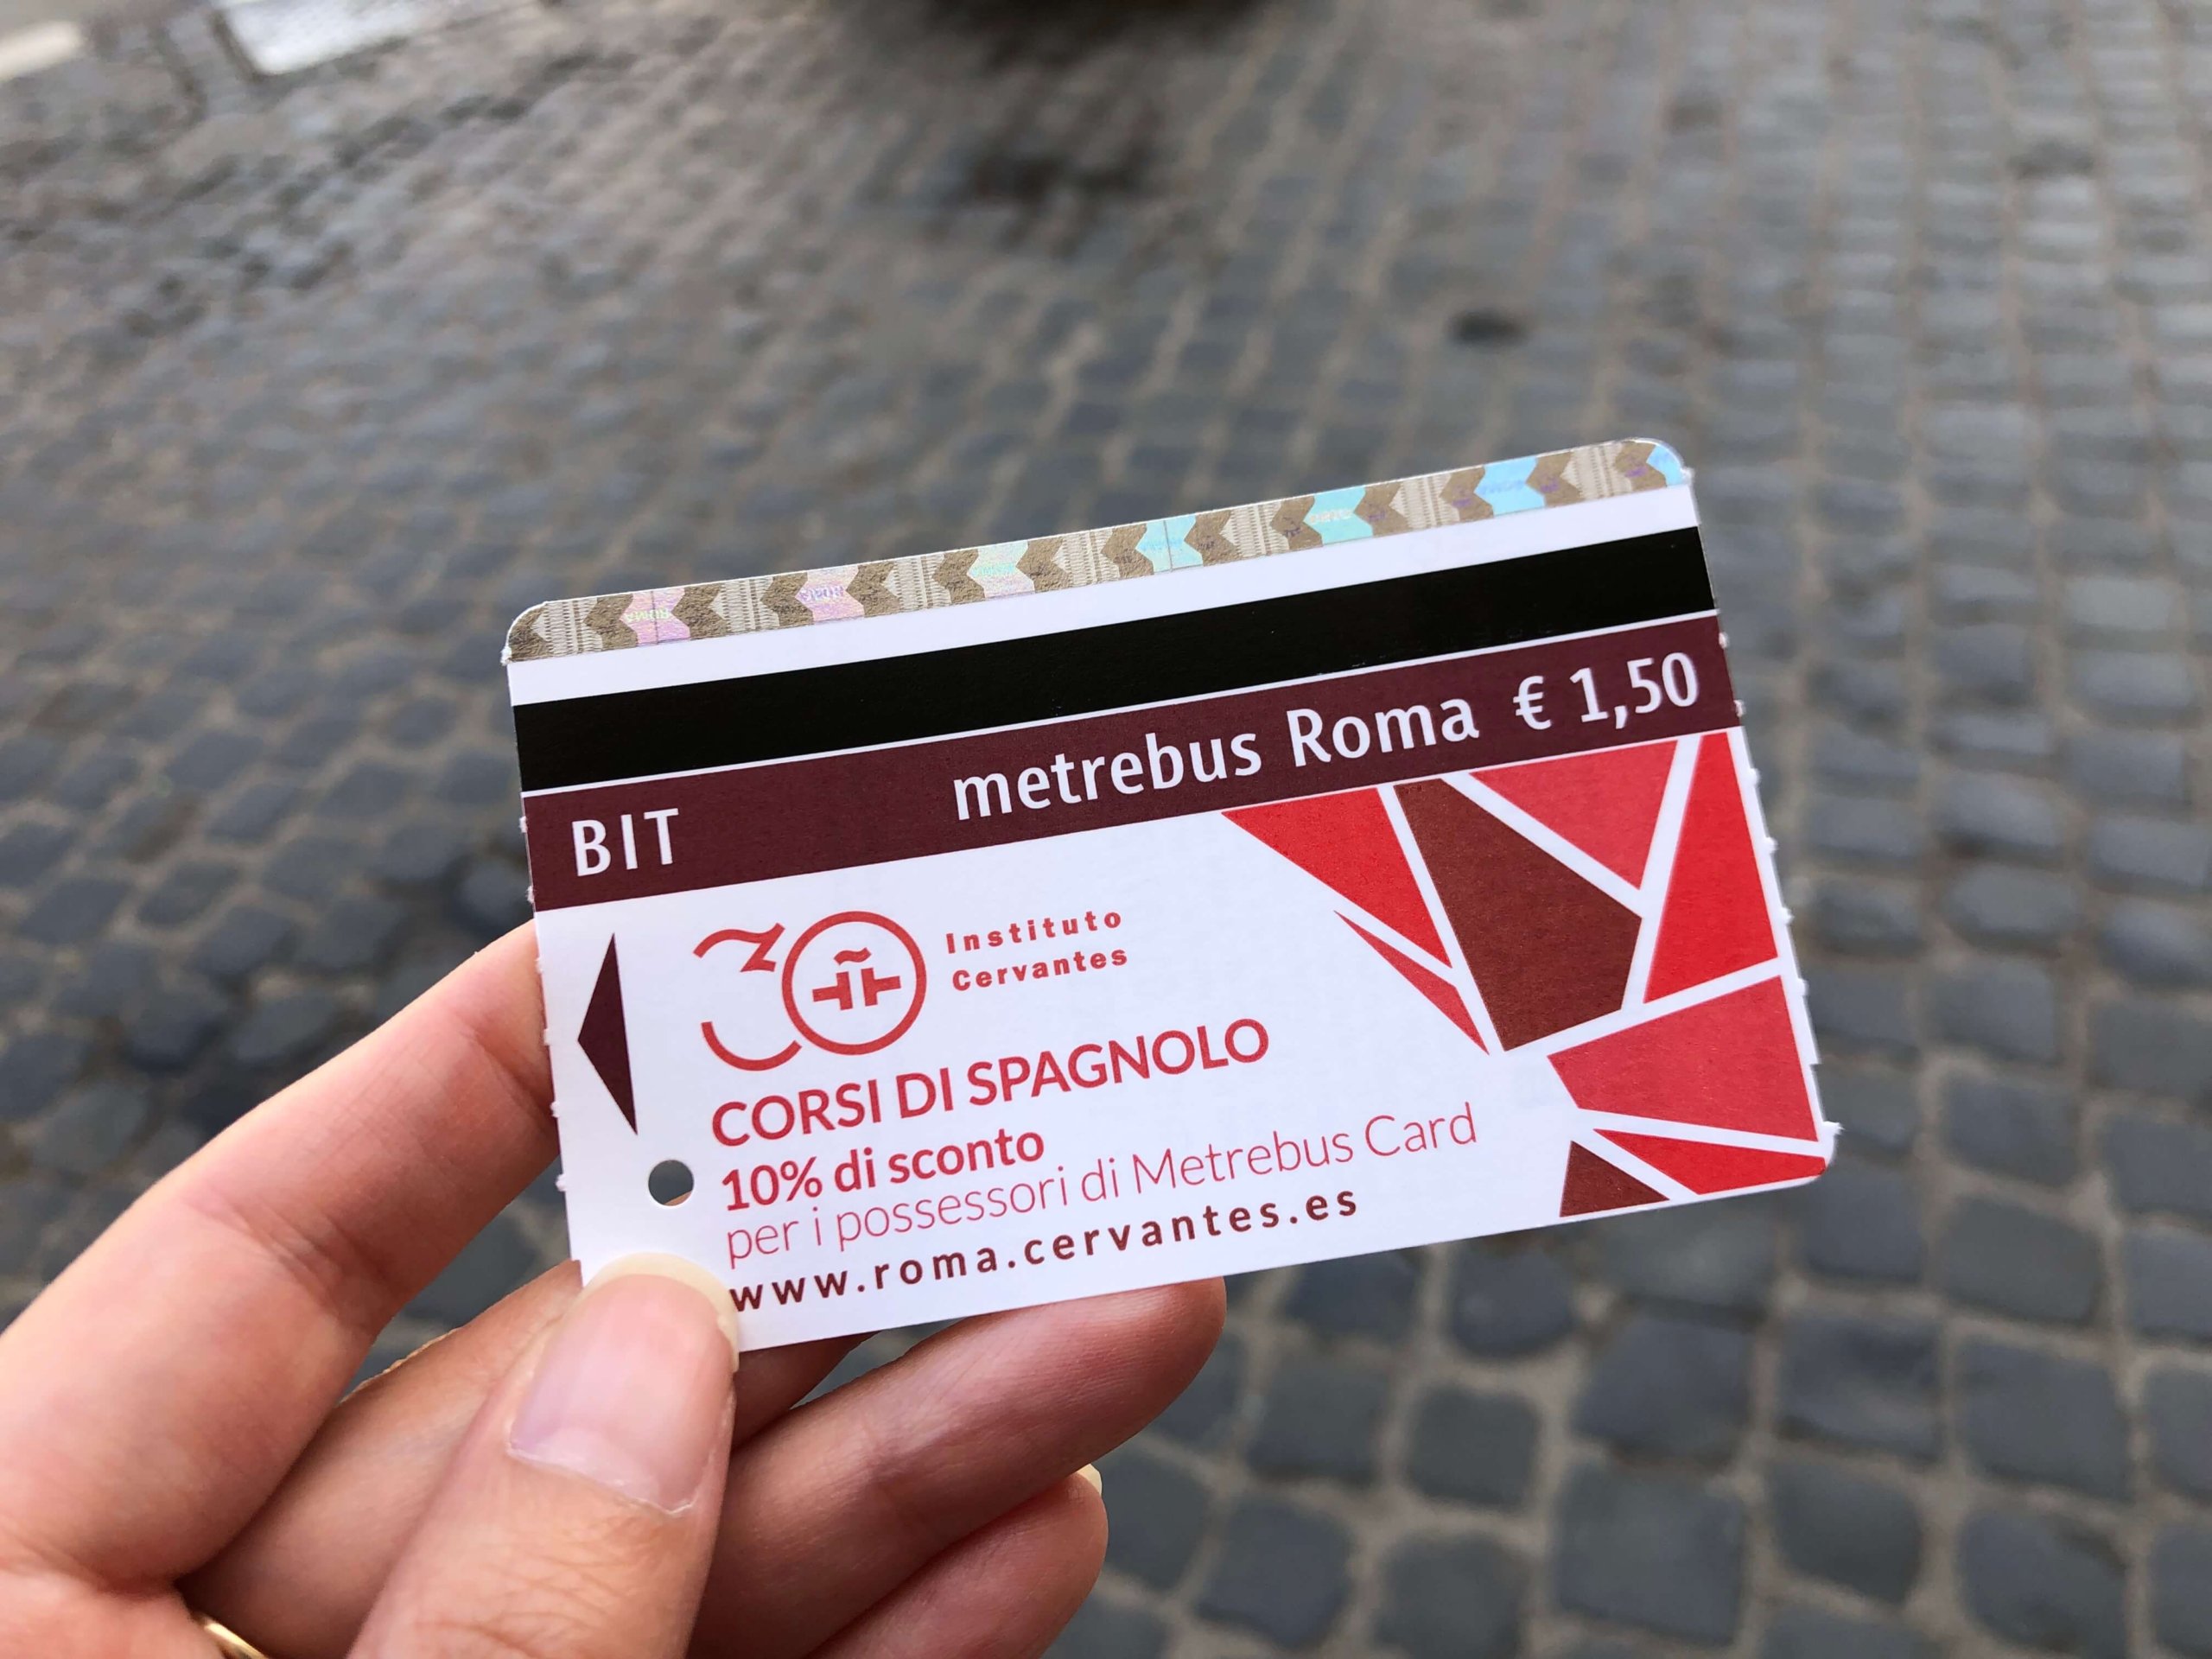 BIT metrebus Roma € 1,50
30 Instituto
Cervantes
CORSI DI SPAGNOLO
10% di sconto
per i possessori di Metrebus Card
www.roma.cervantes.es